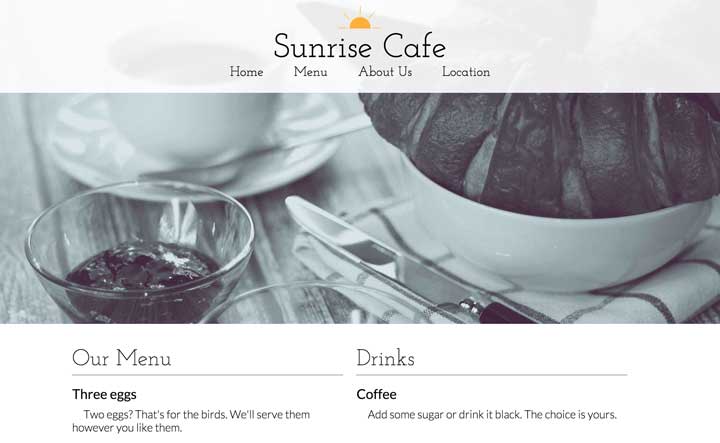 Sunrise Cafe
Home Menu About Us Location
Our Menu
Three eggs
Two eggs? That's for the birds. We'll serve them
however you like them.
Drinks
Coffee
Add some sugar or drink it black. The choice is yours.